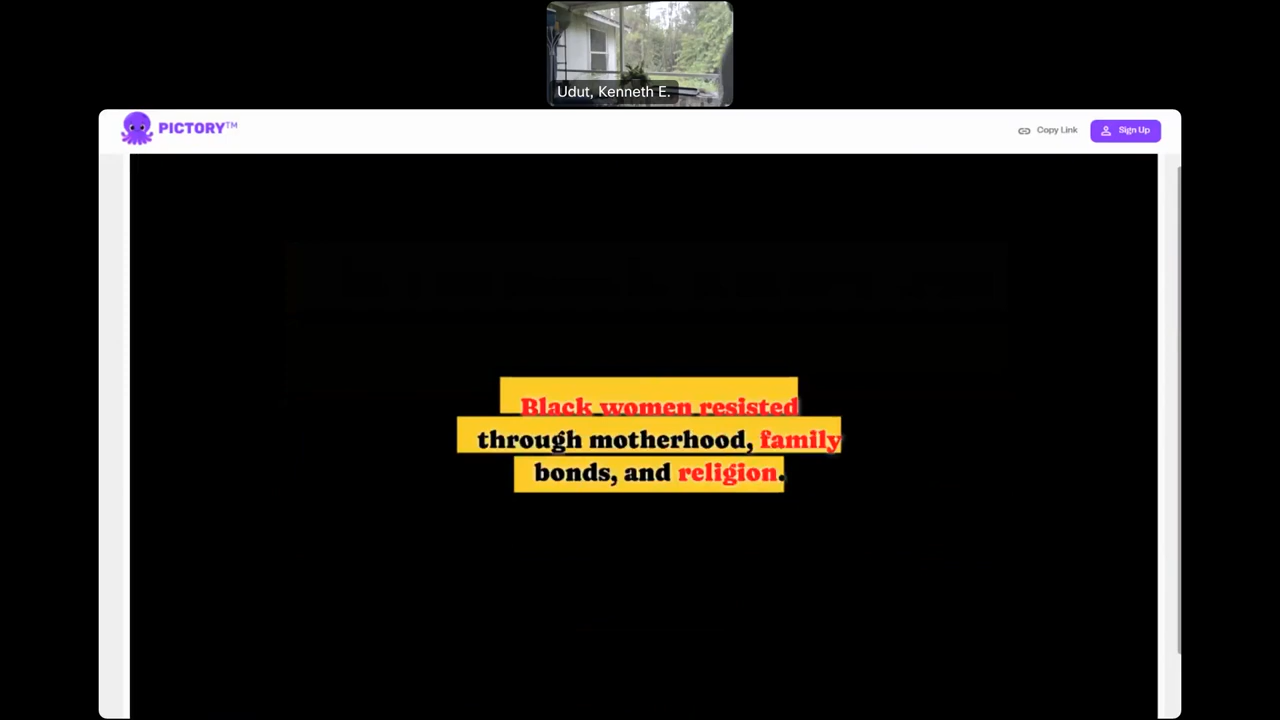 Udut, Kenneth E.
PICTORY™
Copy Link
Sign Up
Black women resisted
through motherhood, family
bonds, and religion.